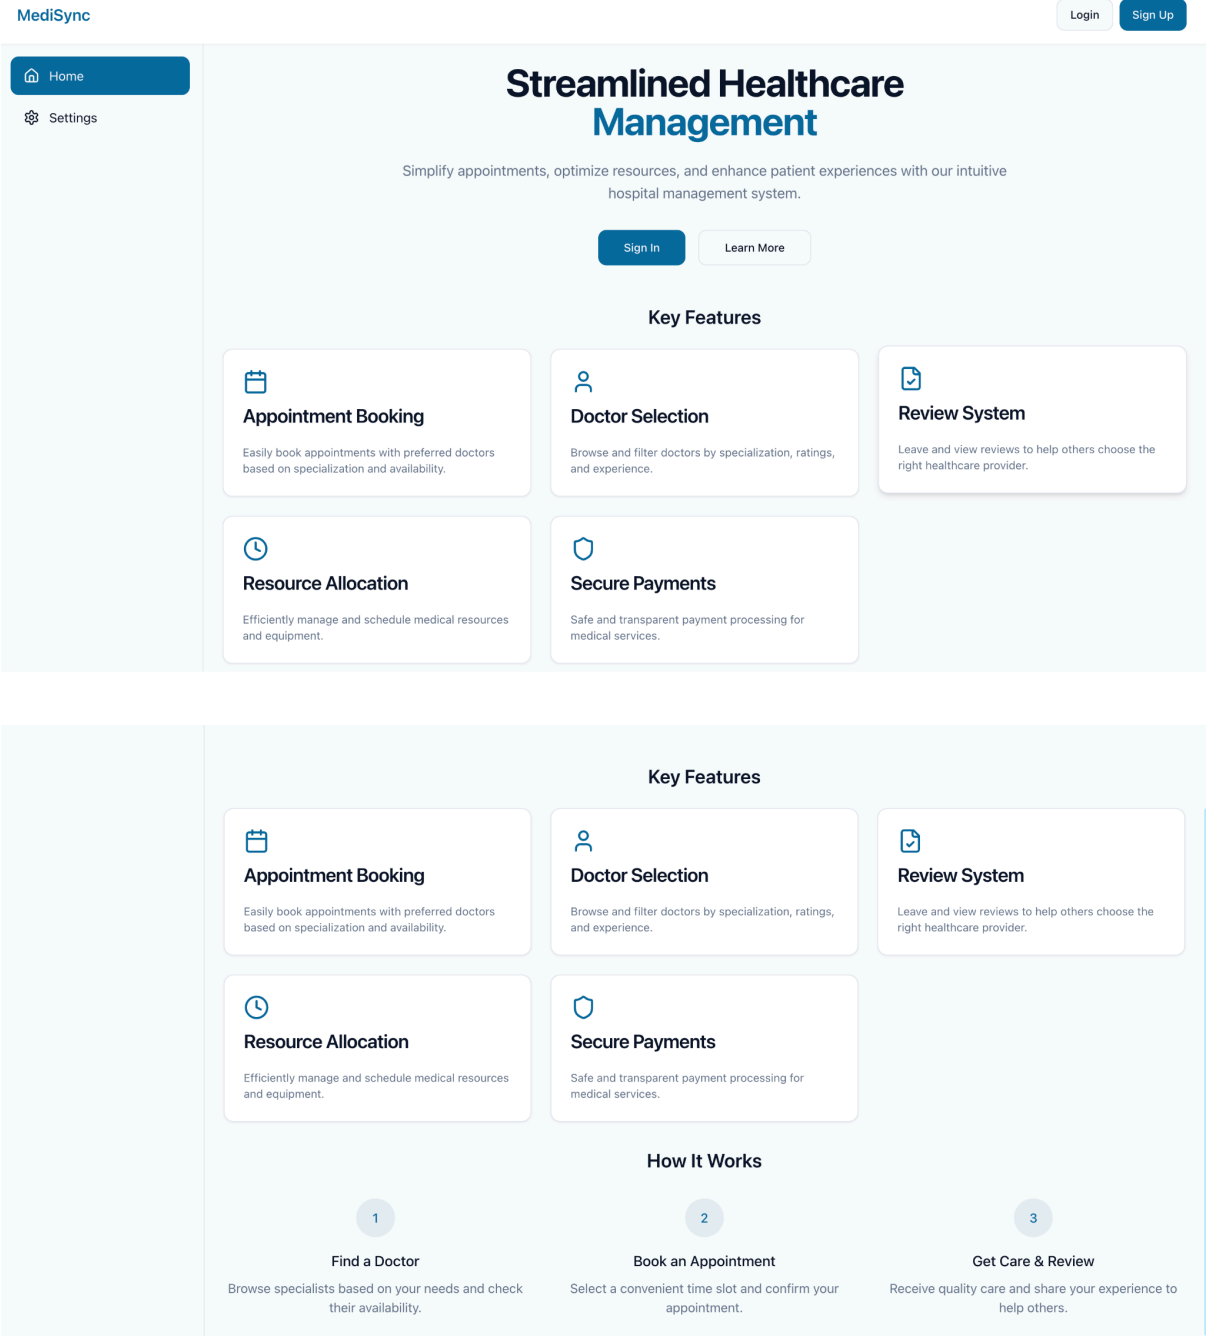 MediSync
Login
Sign Up
Home
Settings
Streamlined Healthcare
Management
Simplify appointments, optimize resources, and enhance patient experiences with our intuitive
hospital management system.
Sign In
Learn More
Key Features
Appointment Booking
Easily book appointments with preferred doctors
based on specialization and availability.
Doctor Selection
Browse and filter doctors by specialization, ratings,
and experience.
Review System
Leave and view reviews to help others choose the
right healthcare provider.
Resource Allocation
Efficiently manage and schedule medical resources
and equipment.
Secure Payments
Safe and transparent payment processing for
medical services.
Key Features
Appointment Booking
Easily book appointments with preferred doctors
based on specialization and availability.
Doctor Selection
Browse and filter doctors by specialization, ratings,
and experience.
Review System
Leave and view reviews to help others choose the
right healthcare provider.
Resource Allocation
Efficiently manage and schedule medical resources
and equipment.
Secure Payments
Safe and transparent payment processing for
medical services.
How It Works
1
Find a Doctor
Browse specialists based on your needs and check
their availability.
2
Book an Appointment
Select a convenient time slot and confirm your
appointment.
3
Get Care & Review
Receive quality care and share your experience to
help others.